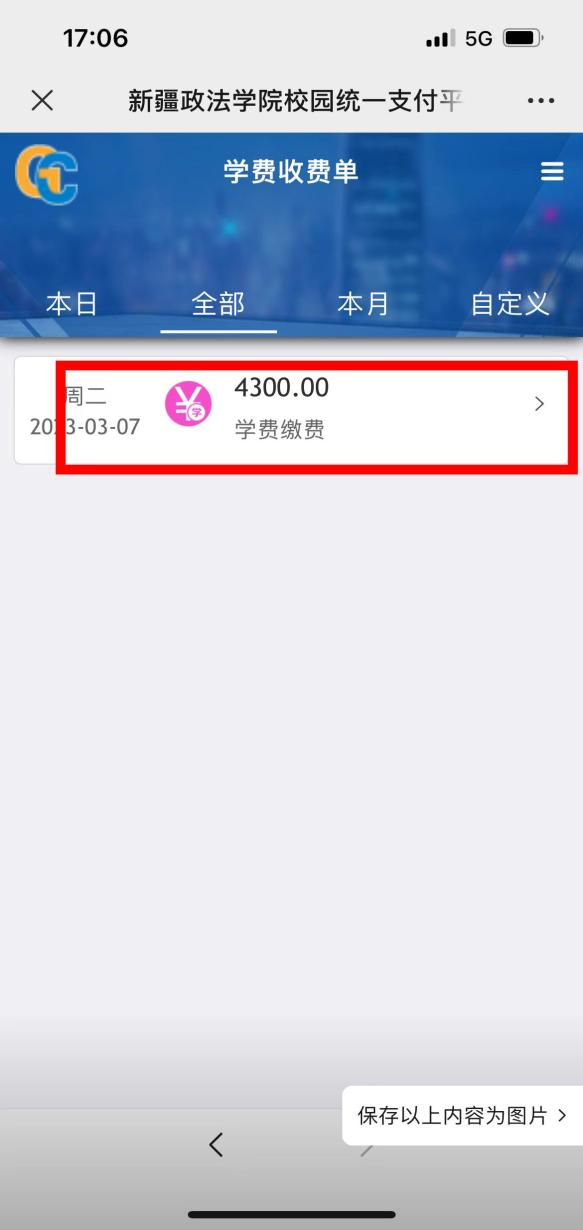 17:06 5G
新疆政法学院校园统一支付平
学费收费单
本日 全部 本月 自定义
周二 4300.00
2023-03-07 学费缴费
保存以上内容为图片